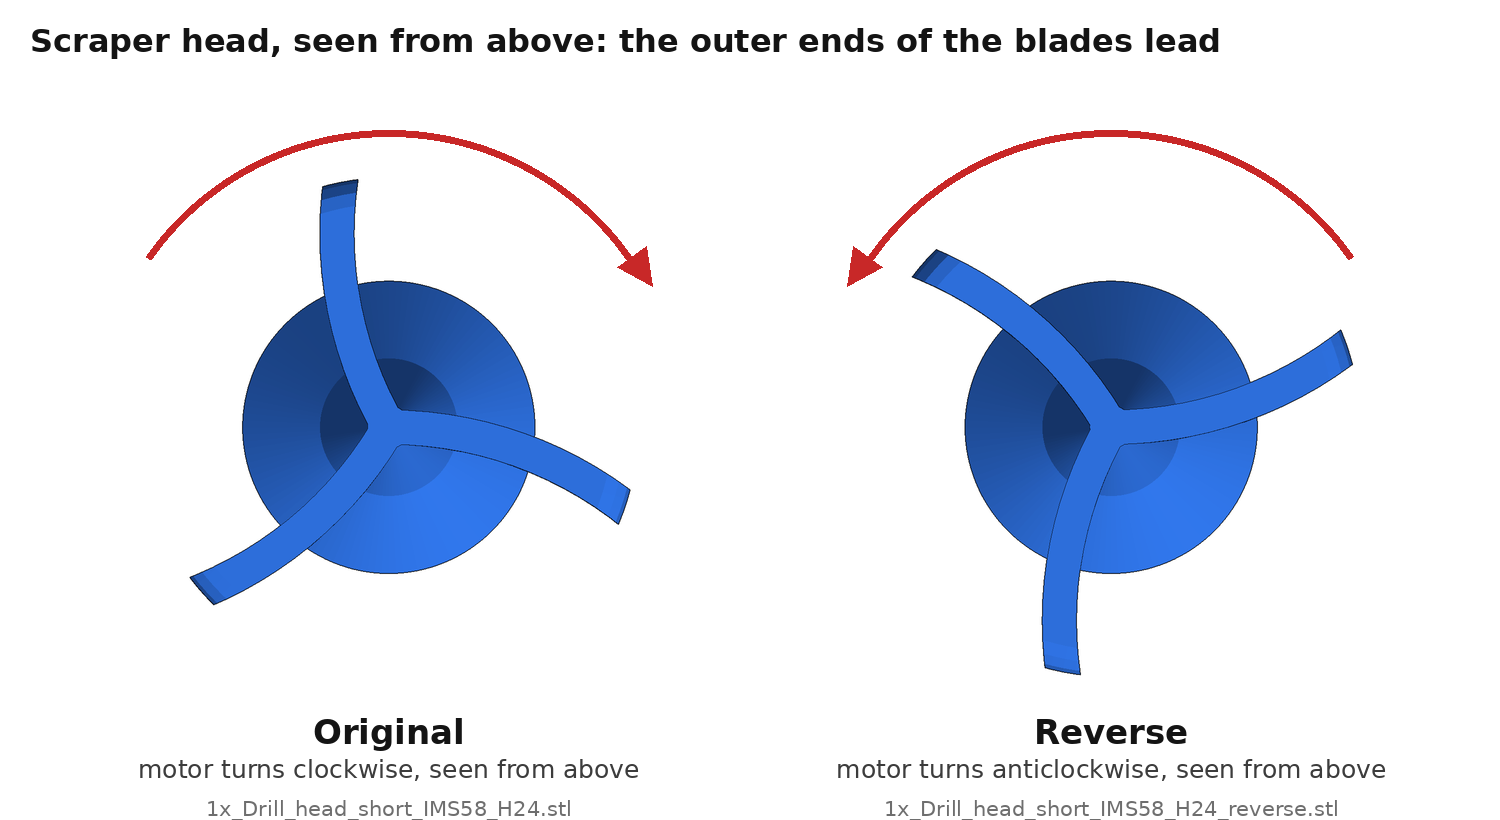 Scraper head, seen from above: the outer ends of the blades lead
Original
motor turns clockwise, seen from above
1x_Drill_head_short_IMS58_H24.stl
Reverse
motor turns anticlockwise, seen from above
1x_Drill_head_short_IMS58_H24_reverse.stl